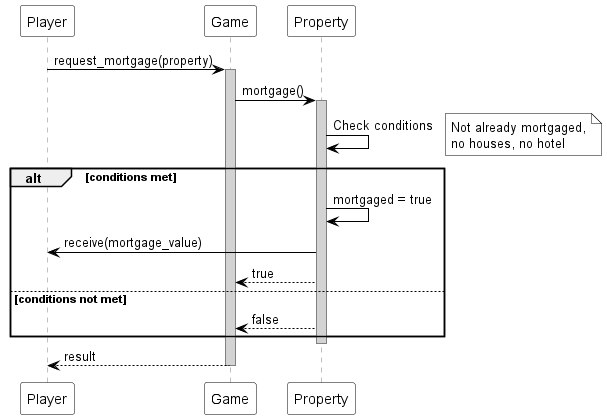 Player Game Property
request_mortgage(property)
mortgage()
Check conditions
Not already mortgaged,
no houses, no hotel
alt [conditions met]
mortgaged = true
receive(mortgage_value)
true
[conditions not met]
false
result
Player Game Property